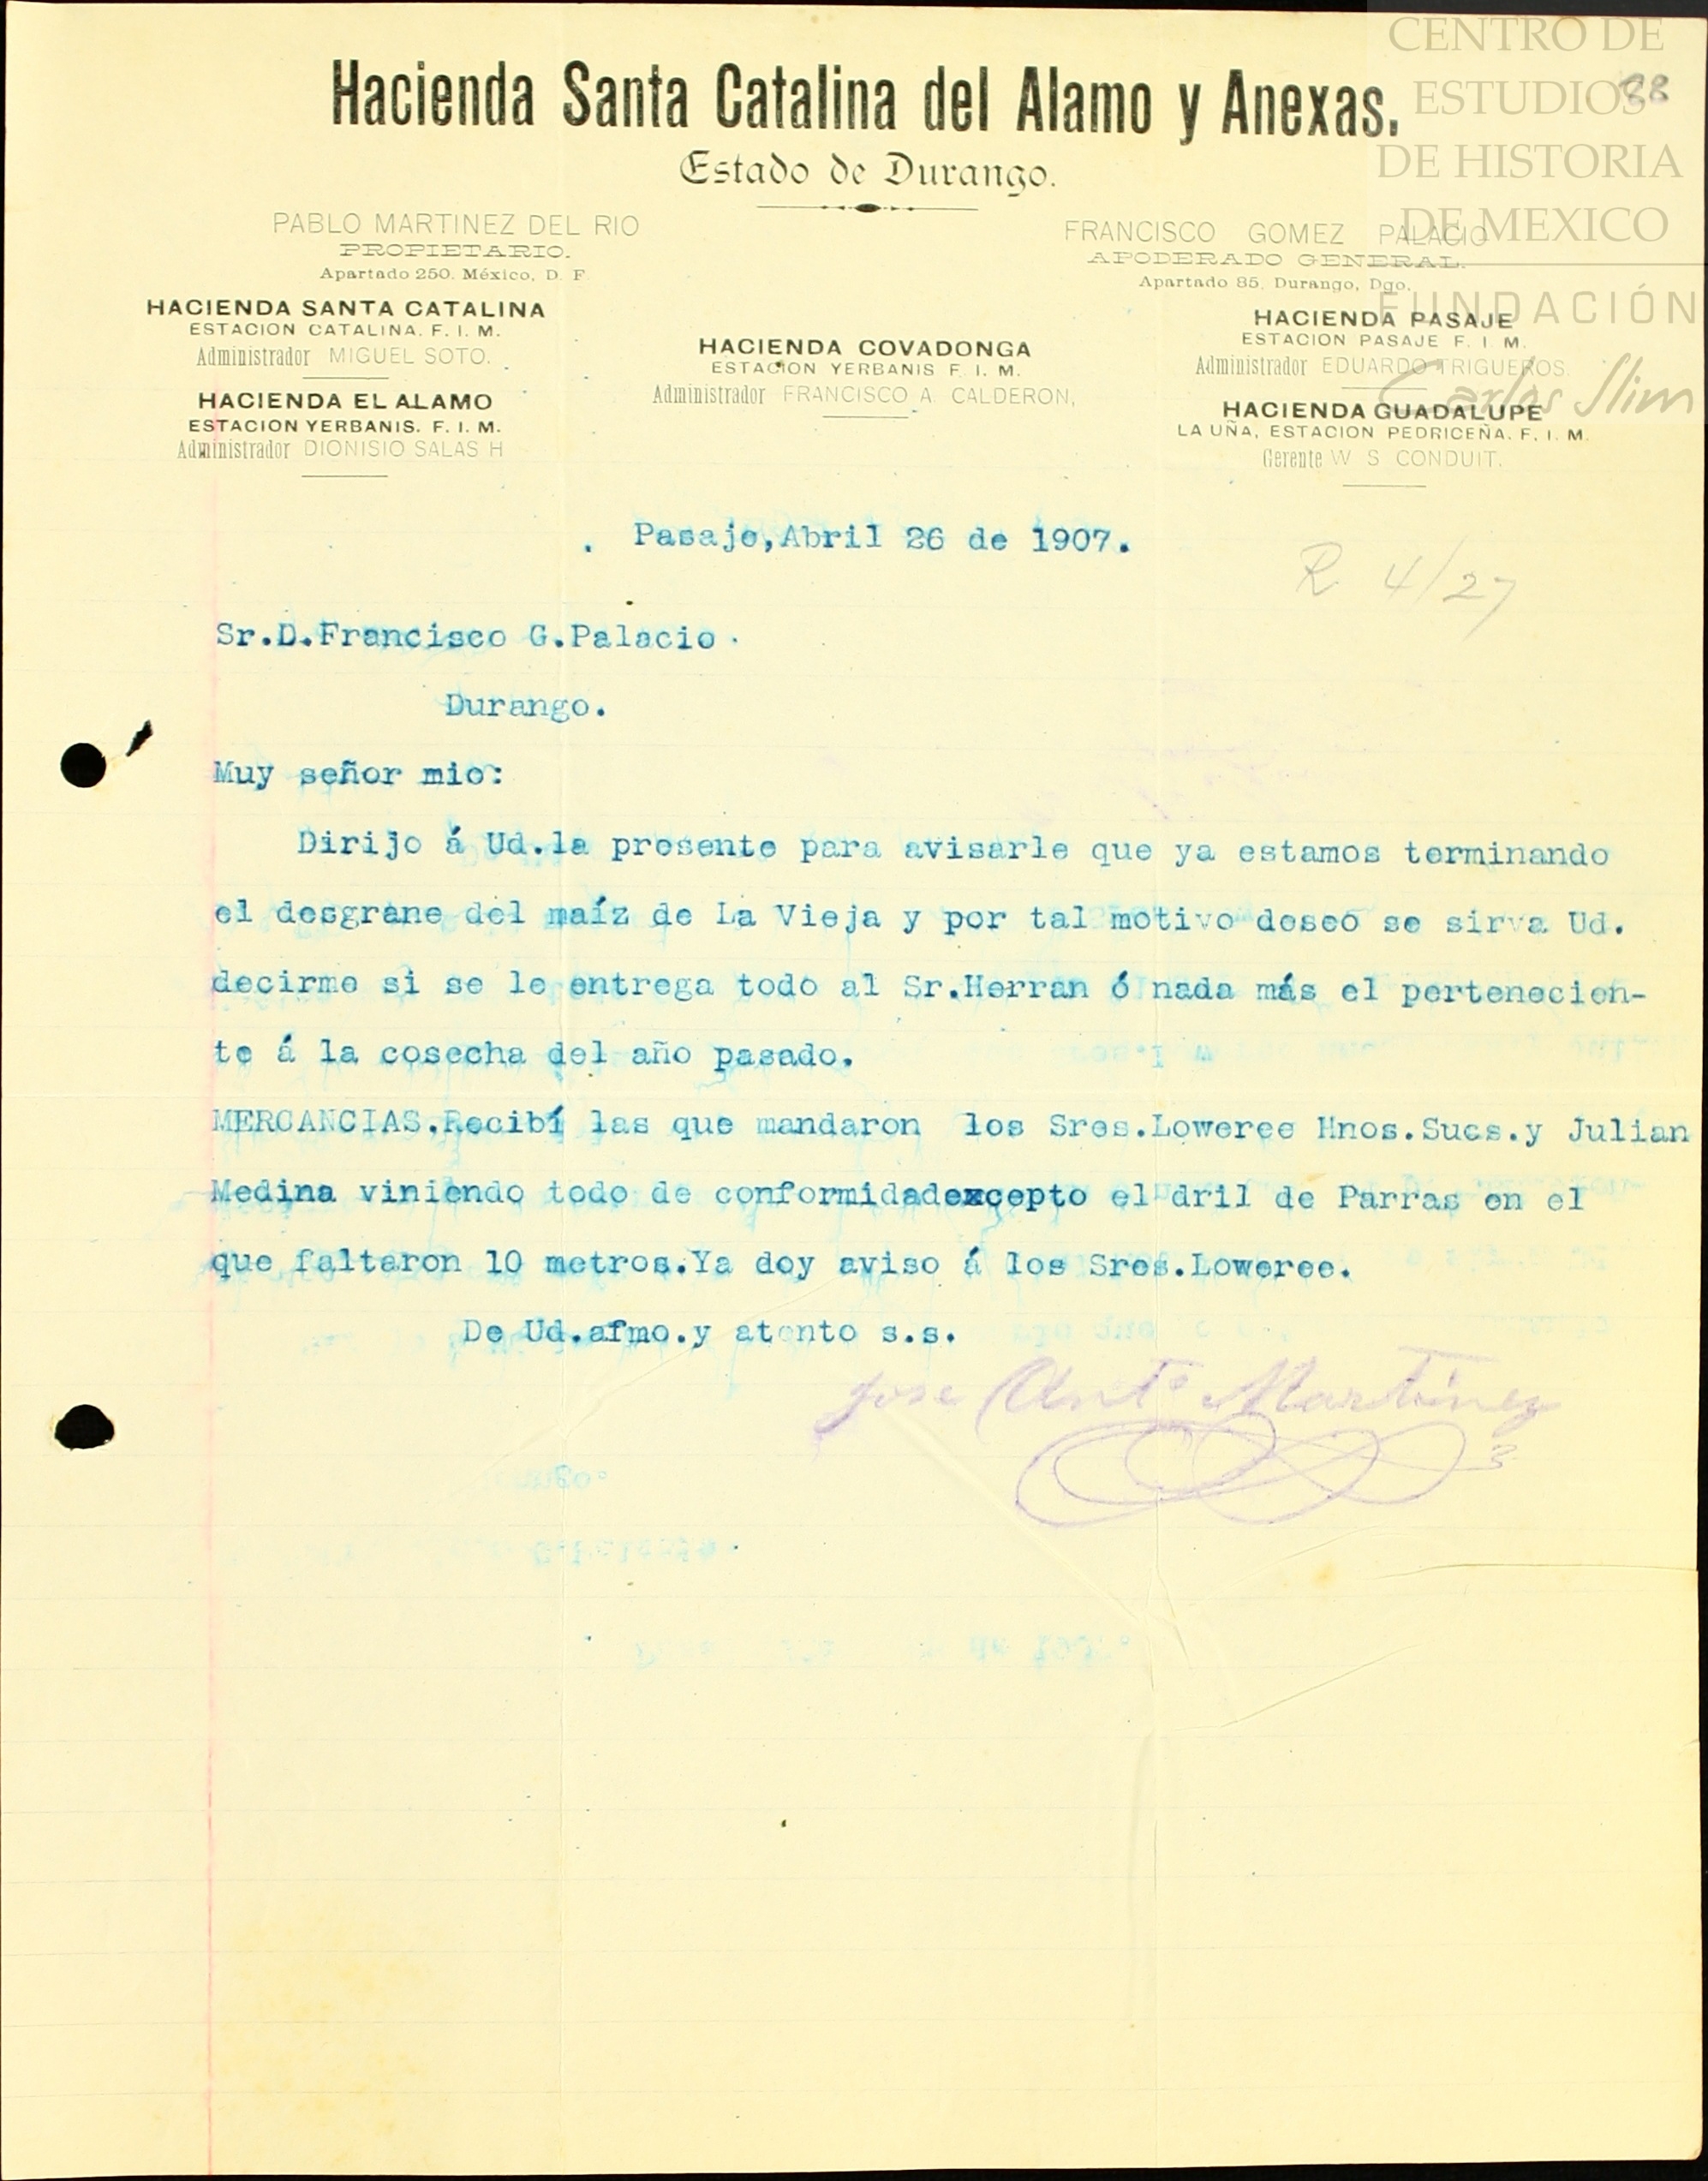 CENTRO DE
ESTUDIOS
DE HISTORIA
DE MEXICO
FUNDACIÓN
Carlos Slim
88
Hacienda Santa Catalina del Alamo y Anexas.
Estado de Durango.
PABLO MARTINEZ DEL RIO
PROPIETARIO.
Apartado 250. México, D. F.
FRANCISCO GOMEZ PALACIO
APODERADO GENERAL.
Apartado 85, Durango, Dgo.
HACIENDA SANTA CATALINA
ESTACION CATALINA. F. I. M.
Administrador MIGUEL SOTO.
HACIENDA EL ALAMO
ESTACION YERBANIS. F. I. M.
Administrador DIONISIO SALAS H
HACIENDA COVADONGA
ESTACION YERBANIS F. I. M.
Administrador FRANCISCO A. CALDERON,
HACIENDA PASAJE
ESTACION PASAJE F. I. M.
Administrador EDUARDO TRIGUEROS.
HACIENDA GUADALUPE
LA UÑA, ESTACION PEDRICEÑA. F. I. M.
Gerente W S CONDUIT.
Pasaje,Abril 26 de 1907.
R 4/27
Sr.D.Francisco G.Palacio.
Durango.
Muy señor mio:
Dirijo á Ud.la presente para avisarle que ya estamos terminando
el desgrane del maíz de La Vieja y por tal motivo deseo se sirva Ud.
decirme si se le entrega todo al Sr.Herran ó nada más el pertenecien-
te á la cosecha del año pasado.
MERCANCIAS.Recibí las que mandaron los Sres.Loweree Hnos.Sucs.y Julian
Medina viniendo todo de conformidadexcepto el dril de Parras en el
que faltaron 10 metros.Ya doy aviso á los Sres.Loweree.
De Ud.afmo.y atento s.s.
Jose Anto Martinez